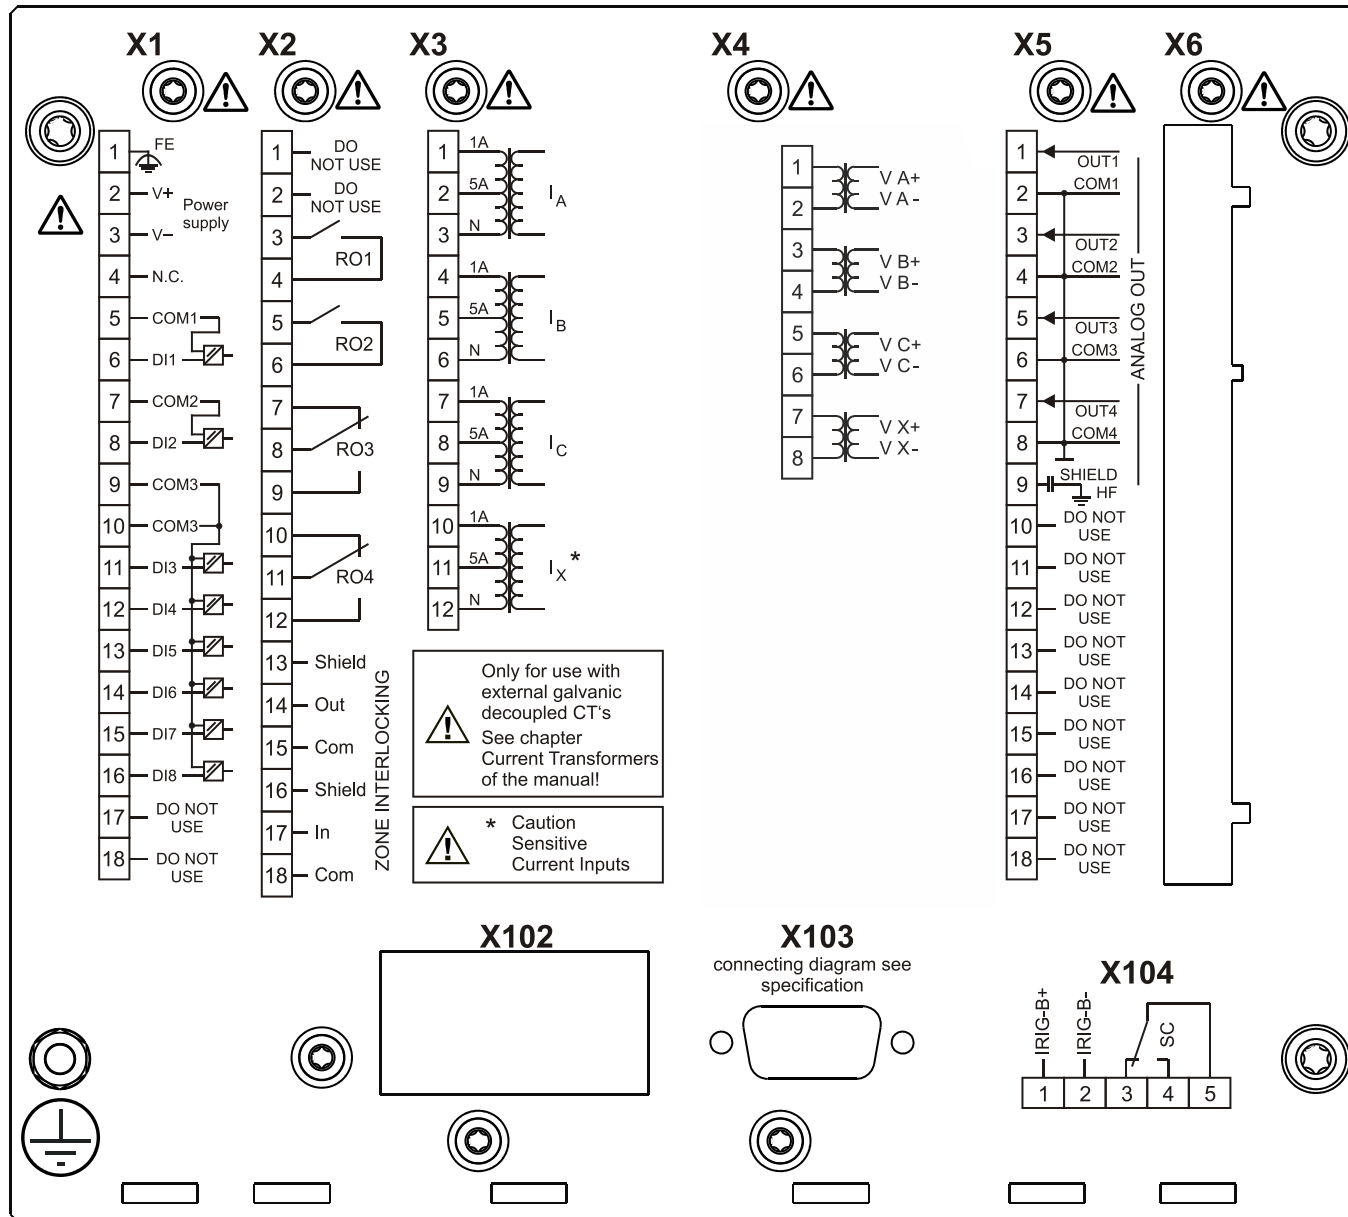 X1
X2
X3
X4
X5
X6
1 FE
2 V+
Power
supply
3 V–
4 N.C.
5 COM1
6 DI1
7 COM2
8 DI2
9 COM3
10 COM3
11 DI3
12 DI4
13 DI5
14 DI6
15 DI7
16 DI8
17 DO NOT
USE
18 DO NOT
USE
1 DO
NOT USE
2 DO
NOT USE
3
RO1
4
5
RO2
6
7
8 RO3
9
10
11 RO4
12
13 Shield
14 Out
15 Com
16 Shield
17 In
18 Com
ZONE INTERLOCKING
1 1A
2 5A IA
3 N
4 1A
5 5A IB
6 N
7 1A
8 5A IC
9 N
10 1A
11 5A IX *
12 N
Only for use with
external galvanic
decoupled CT's
See chapter
Current Transformers
of the manual!
* Caution
Sensitive
Current Inputs
1 V A+
2 V A-
3 V B+
4 V B-
5 V C+
6 V C-
7 V X+
8 V X-
1 OUT1
2 COM1
3 OUT2
4 COM2
5 OUT3
6 COM3
7 OUT4
8 COM4
9 SHIELD
HF
ANALOG OUT
10 DO NOT
USE
11 DO NOT
USE
12 DO NOT
USE
13 DO NOT
USE
14 DO NOT
USE
15 DO NOT
USE
16 DO NOT
USE
17 DO NOT
USE
18 DO NOT
USE
X102
X103
connecting diagram see
specification
X104
IRIG-B+
IRIG-B-
SC
1 2 3 4 5